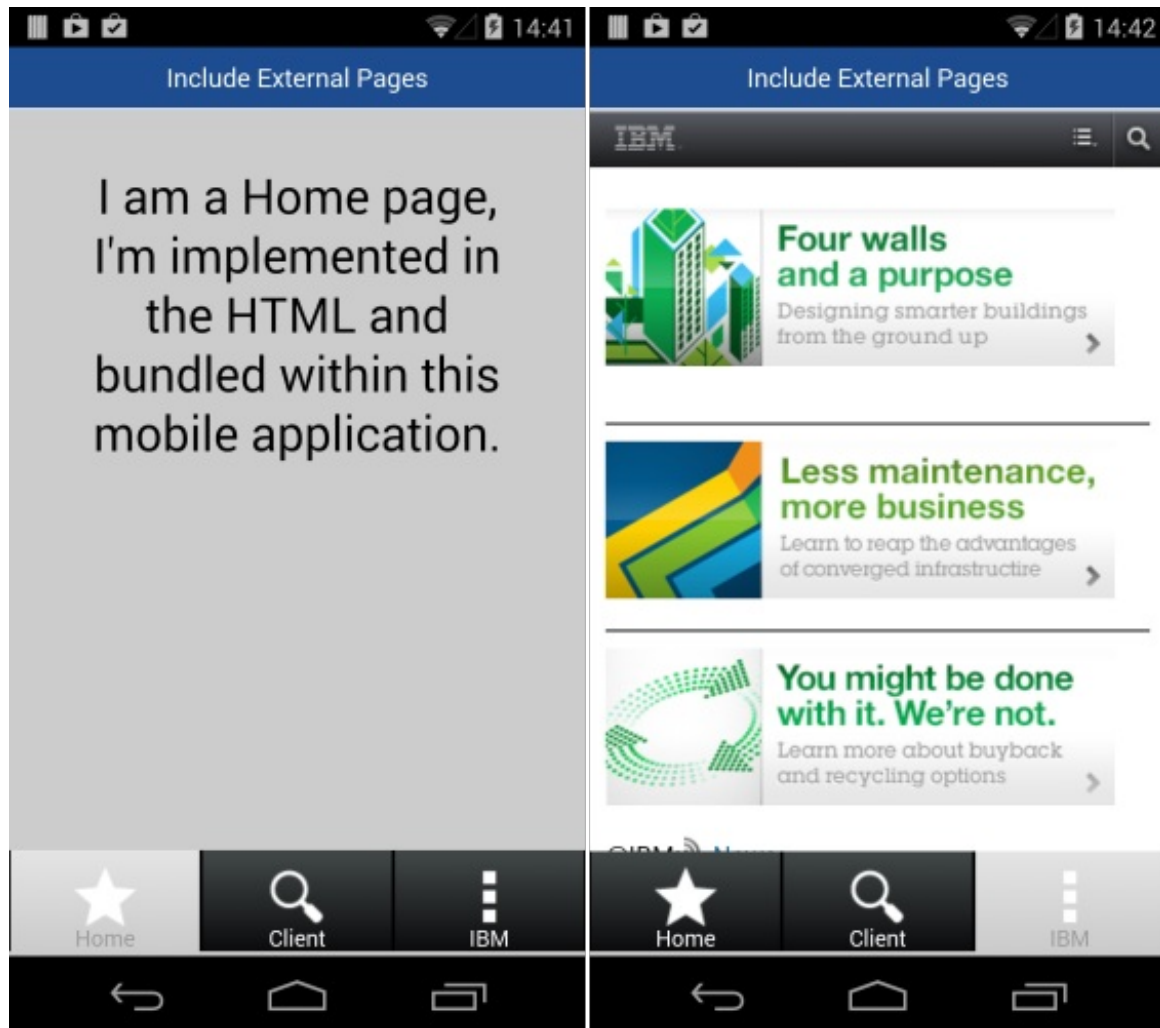 14:41
Include External Pages
I am a Home page,
I'm implemented in
the HTML and
bundled within this
mobile application.
Home
Client
IBM
14:42
Include External Pages
IBM
Four walls
and a purpose
Designing smarter buildings
from the ground up
Less maintenance,
more business
Learn to reap the advantages
of converged infrastructire
You might be done
with it. We're not.
Learn more about buyback
and recycling options
Home
Client
IBM